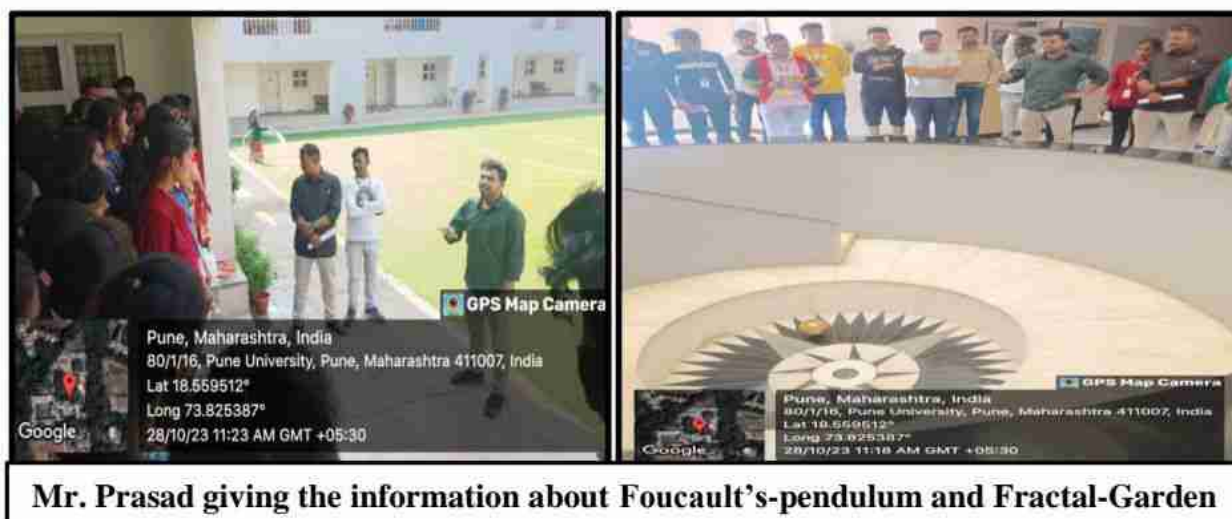 GPS Map Camera
Pune, Maharashtra, India
80/1/16, Pune University, Pune, Maharashtra 411007, India
Lat 18.559512°
Long 73.825387°
28/10/23 11:23 AM GMT +05:30
Google
GPS Map Camera
Pune, Maharashtra, India
80/1/16, Pune University, Pune, Maharashtra 411007, India
Lat 18.559512°
Long 73.825387°
28/10/23 11:18 AM GMT +05:30
Google
Mr. Prasad giving the information about Foucault's-pendulum and Fractal-Garden